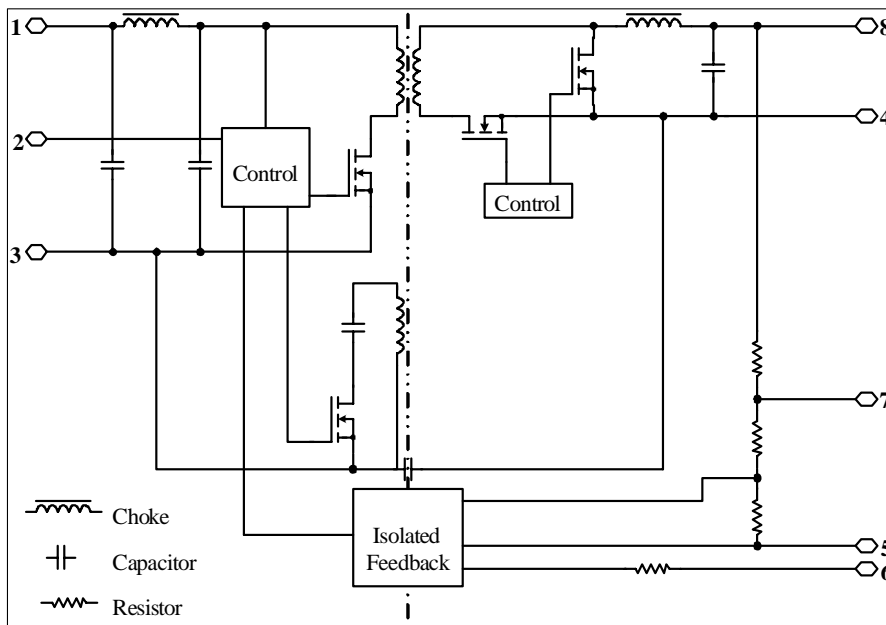 1
8
2
4
Control
Control
3
7
Isolated
Feedback
5
6
Choke
Capacitor
Resistor